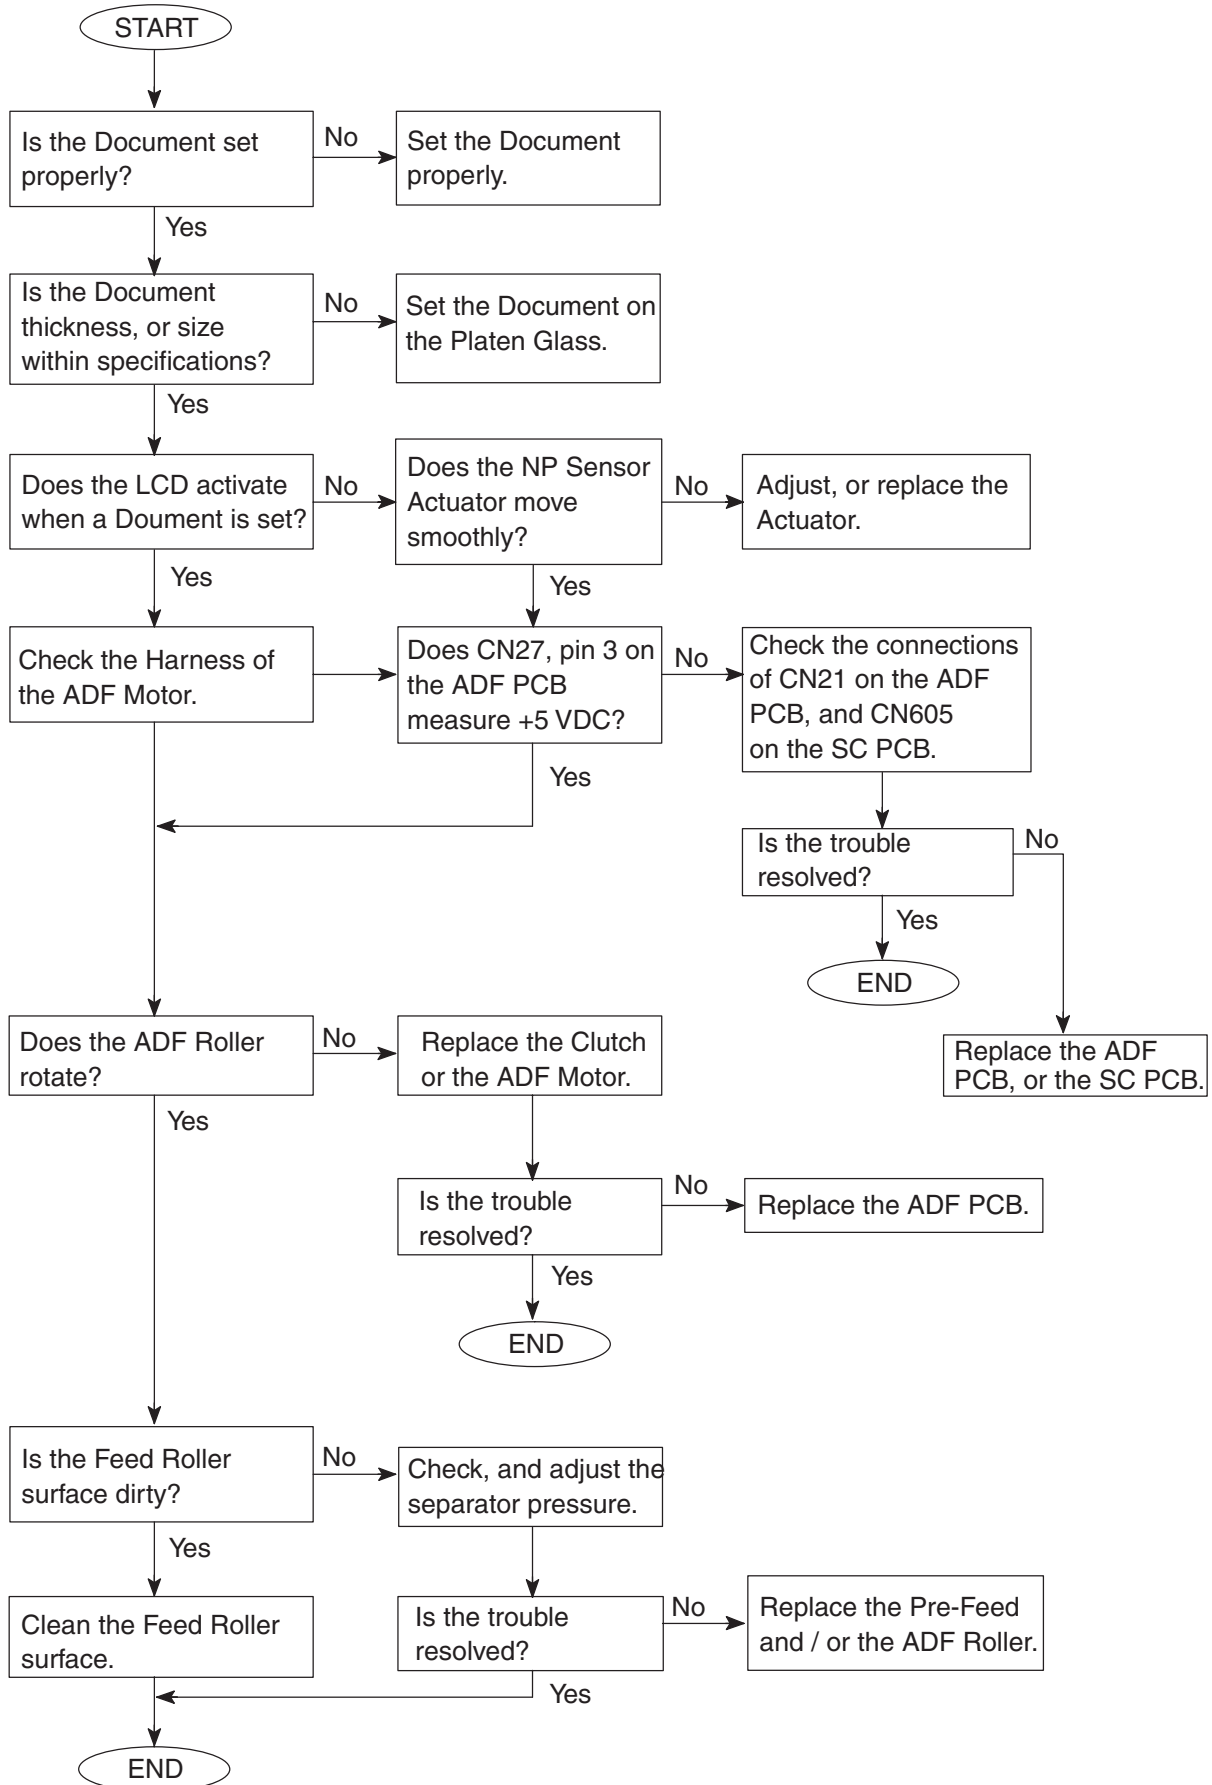 START
Is the Document set
properly?
No
Set the Document
properly.
Yes
Is the Document
thickness, or size
within specifications?
No
Set the Document on
the Platen Glass.
Yes
Does the LCD activate
when a Doument is set?
No
Does the NP Sensor
Actuator move
smoothly?
No
Adjust, or replace the
Actuator.
Yes
Yes
Check the Harness of
the ADF Motor.
Does CN27, pin 3 on
the ADF PCB
measure +5 VDC?
No
Check the connections
of CN21 on the ADF
PCB, and CN605
on the SC PCB.
Yes
Is the trouble
resolved?
No
Yes
END
Replace the ADF
PCB, or the SC PCB.
Does the ADF Roller
rotate?
No
Replace the Clutch
or the ADF Motor.
Yes
Is the trouble
resolved?
No
Replace the ADF PCB.
Yes
END
Is the Feed Roller
surface dirty?
No
Check, and adjust the
separator pressure.
Yes
Clean the Feed Roller
surface.
Is the trouble
resolved?
No
Replace the Pre-Feed
and / or the ADF Roller.
Yes
END